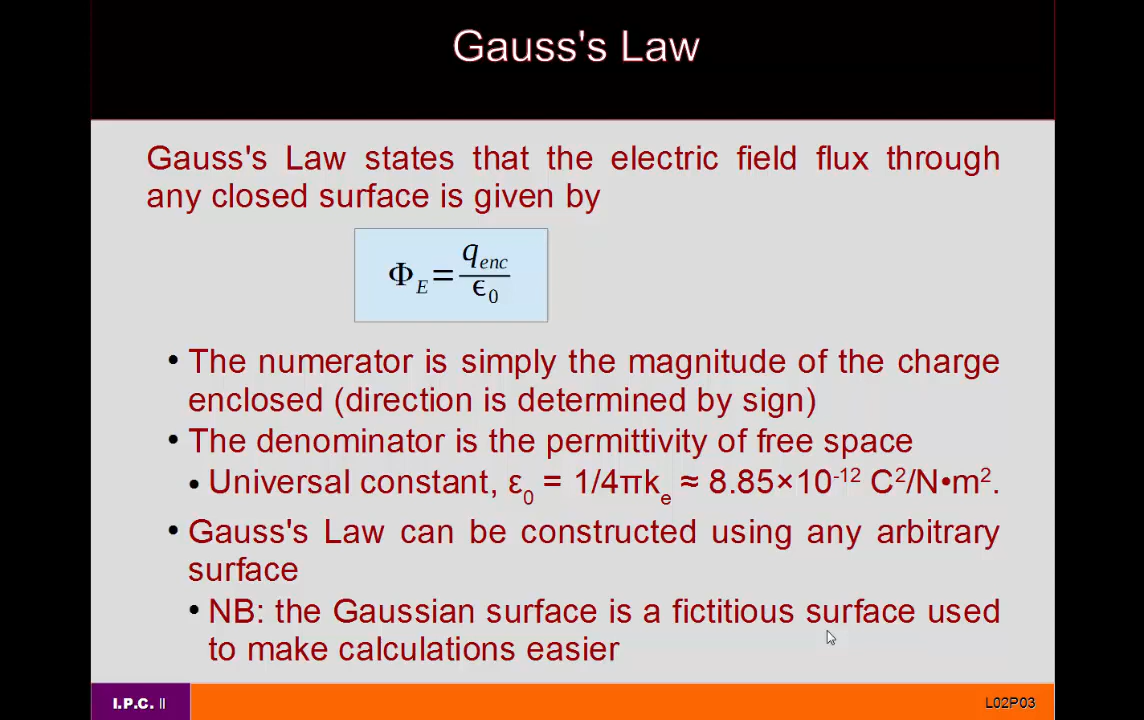 Gauss's Law
Gauss's Law states that the electric field flux through
any closed surface is given by
Φ_E = q_enc / ϵ_0
• The numerator is simply the magnitude of the charge
enclosed (direction is determined by sign)
• The denominator is the permittivity of free space
• Universal constant, ε₀ = 1/4πkₑ ≈ 8.85×10⁻¹² C²/N•m².
• Gauss's Law can be constructed using any arbitrary
surface
• NB: the Gaussian surface is a fictitious surface used
to make calculations easier
I.P.C. II
L02P03